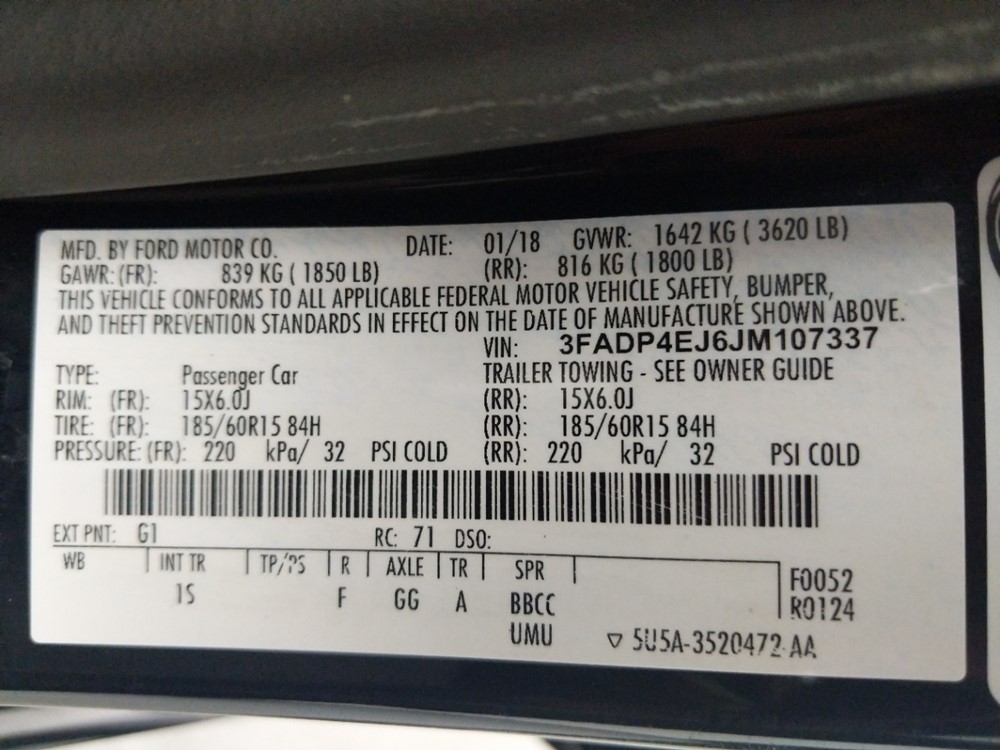 MFD. BY FORD MOTOR CO. DATE: 01/18 GVWR: 1642 KG ( 3620 LB)
GAWR: (FR): 839 KG ( 1850 LB) (RR): 816 KG ( 1800 LB)
THIS VEHICLE CONFORMS TO ALL APPLICABLE FEDERAL MOTOR VEHICLE SAFETY, BUMPER,
AND THEFT PREVENTION STANDARDS IN EFFECT ON THE DATE OF MANUFACTURE SHOWN ABOVE.
VIN: 3FADP4EJ6JM107337
TYPE: Passenger Car TRAILER TOWING - SEE OWNER GUIDE
RIM: (FR): 15X6.0J (RR): 15X6.0J
TIRE: (FR): 185/60R15 84H (RR): 185/60R15 84H
PRESSURE: (FR): 220 kPa/ 32 PSI COLD (RR): 220 kPa/ 32 PSI COLD
EXT PNT: G1 RC: 71 DSO:
WB INT TR TP/PS R AXLE TR SPR F0052
1S F GG A BBCC R0124
UMU ▽ 5U5A-3520472-AA